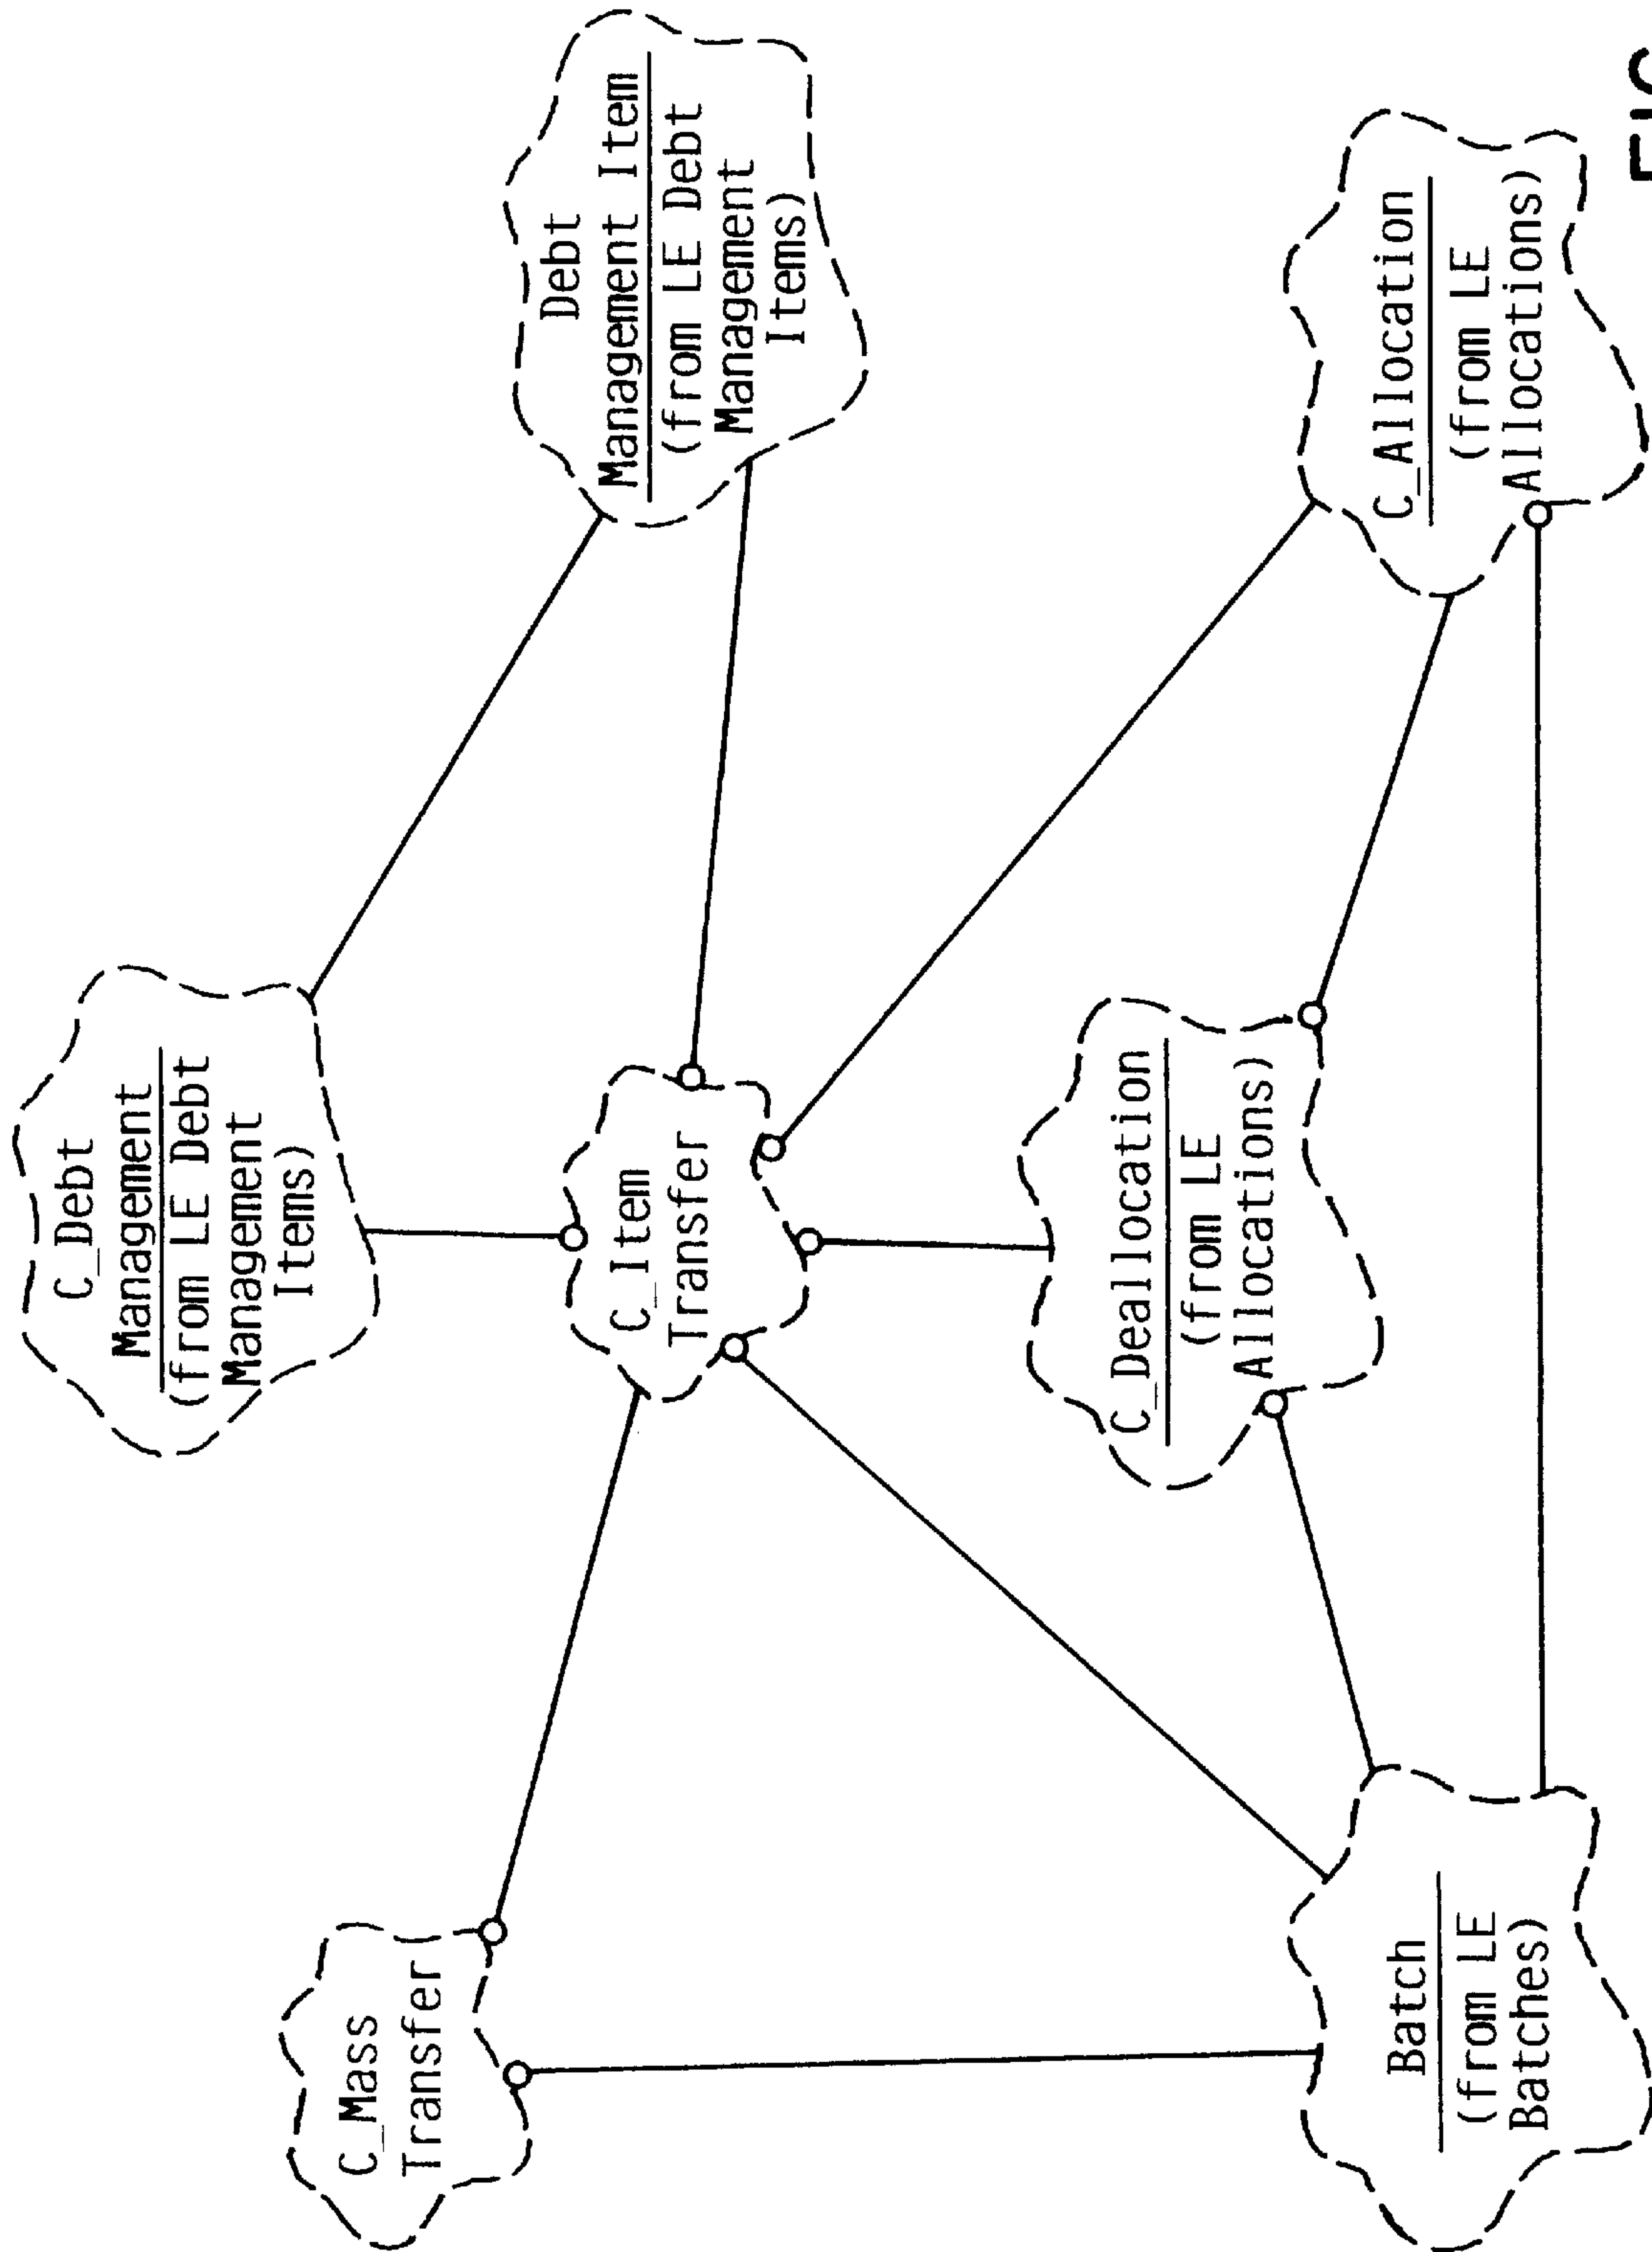 C_Debt
Management
(from LE Debt
Management
Items)
Debt
Management Item
(from LE Debt
Management
Items)
C_Mass
Transfer
C_Item
Transfer
C_Deallocation
(from LE
Allocations)
Batch
(from LE
Batches)
C_Allocation
(from LE
Allocations)